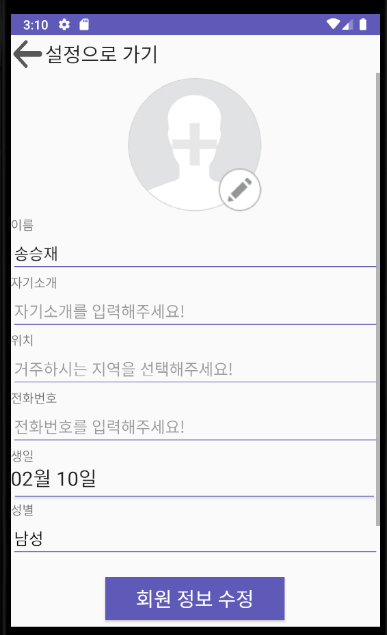 3:10
설정으로 가기
이름
송승재
자기소개
자기소개를 입력해주세요!
위치
거주하시는 지역을 선택해주세요!
전화번호
전화번호를 입력해주세요!
생일
02월 10일
성별
남성
회원 정보 수정